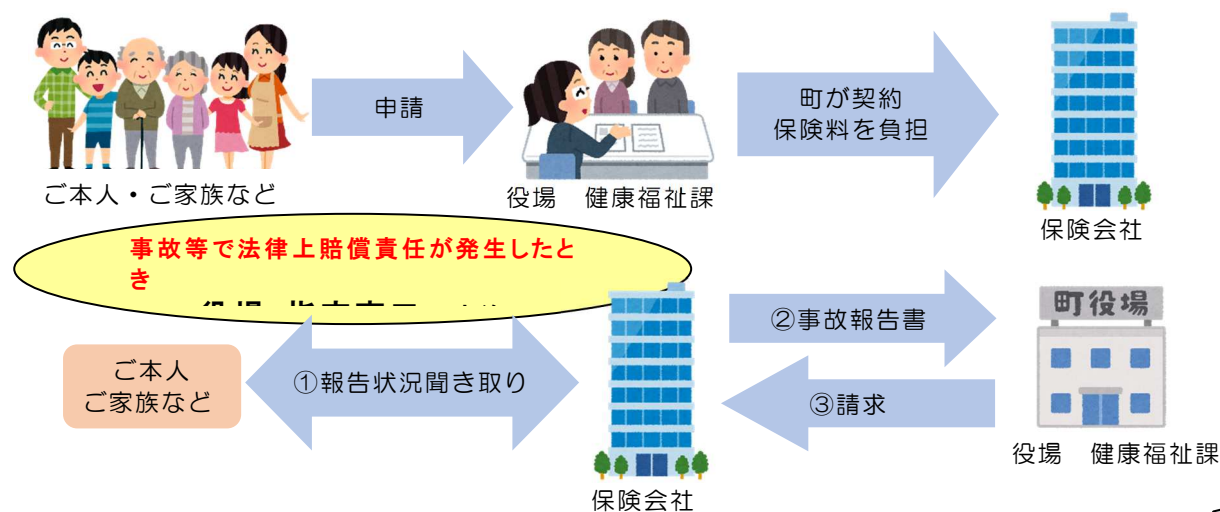 申請
町が契約
保険料を負担
ご本人・ご家族など
役場　健康福祉課
保険会社
事故等で法律上賠償責任が発生したと
き
②事故報告書
町役場
ご本人
ご家族など
①報告状況聞き取り
③請求
役場　健康福祉課
保険会社